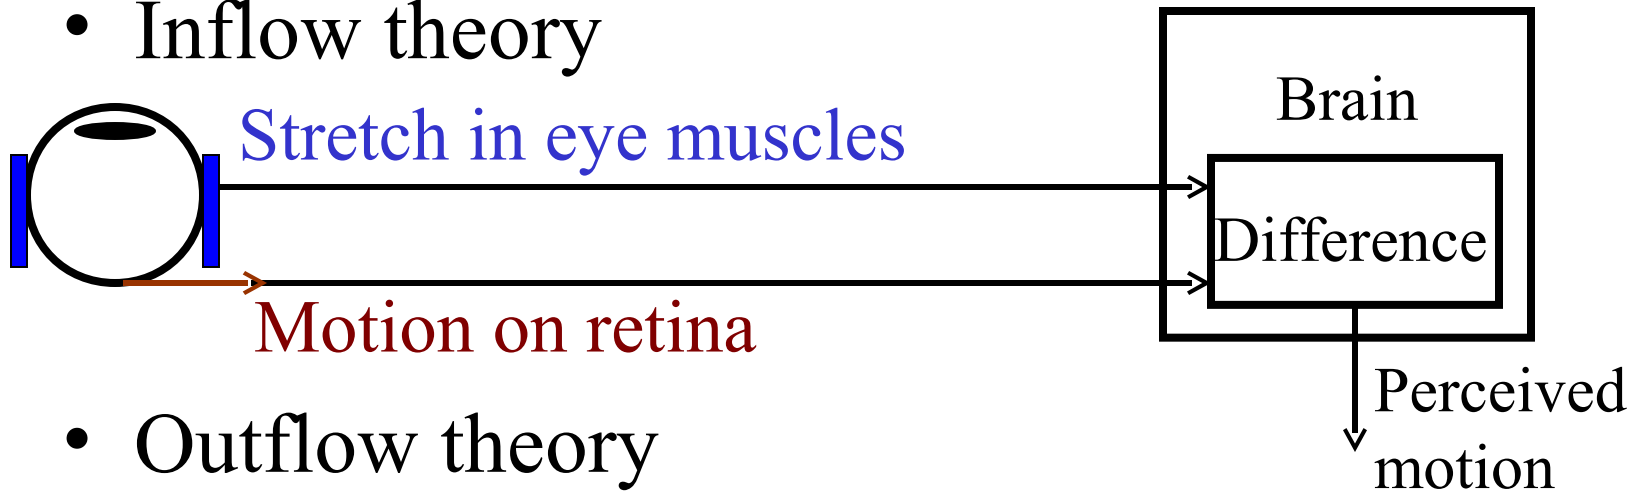 • Inflow theory
Brain
Stretch in eye muscles
Difference
Motion on retina
Perceived
motion
• Outflow theory